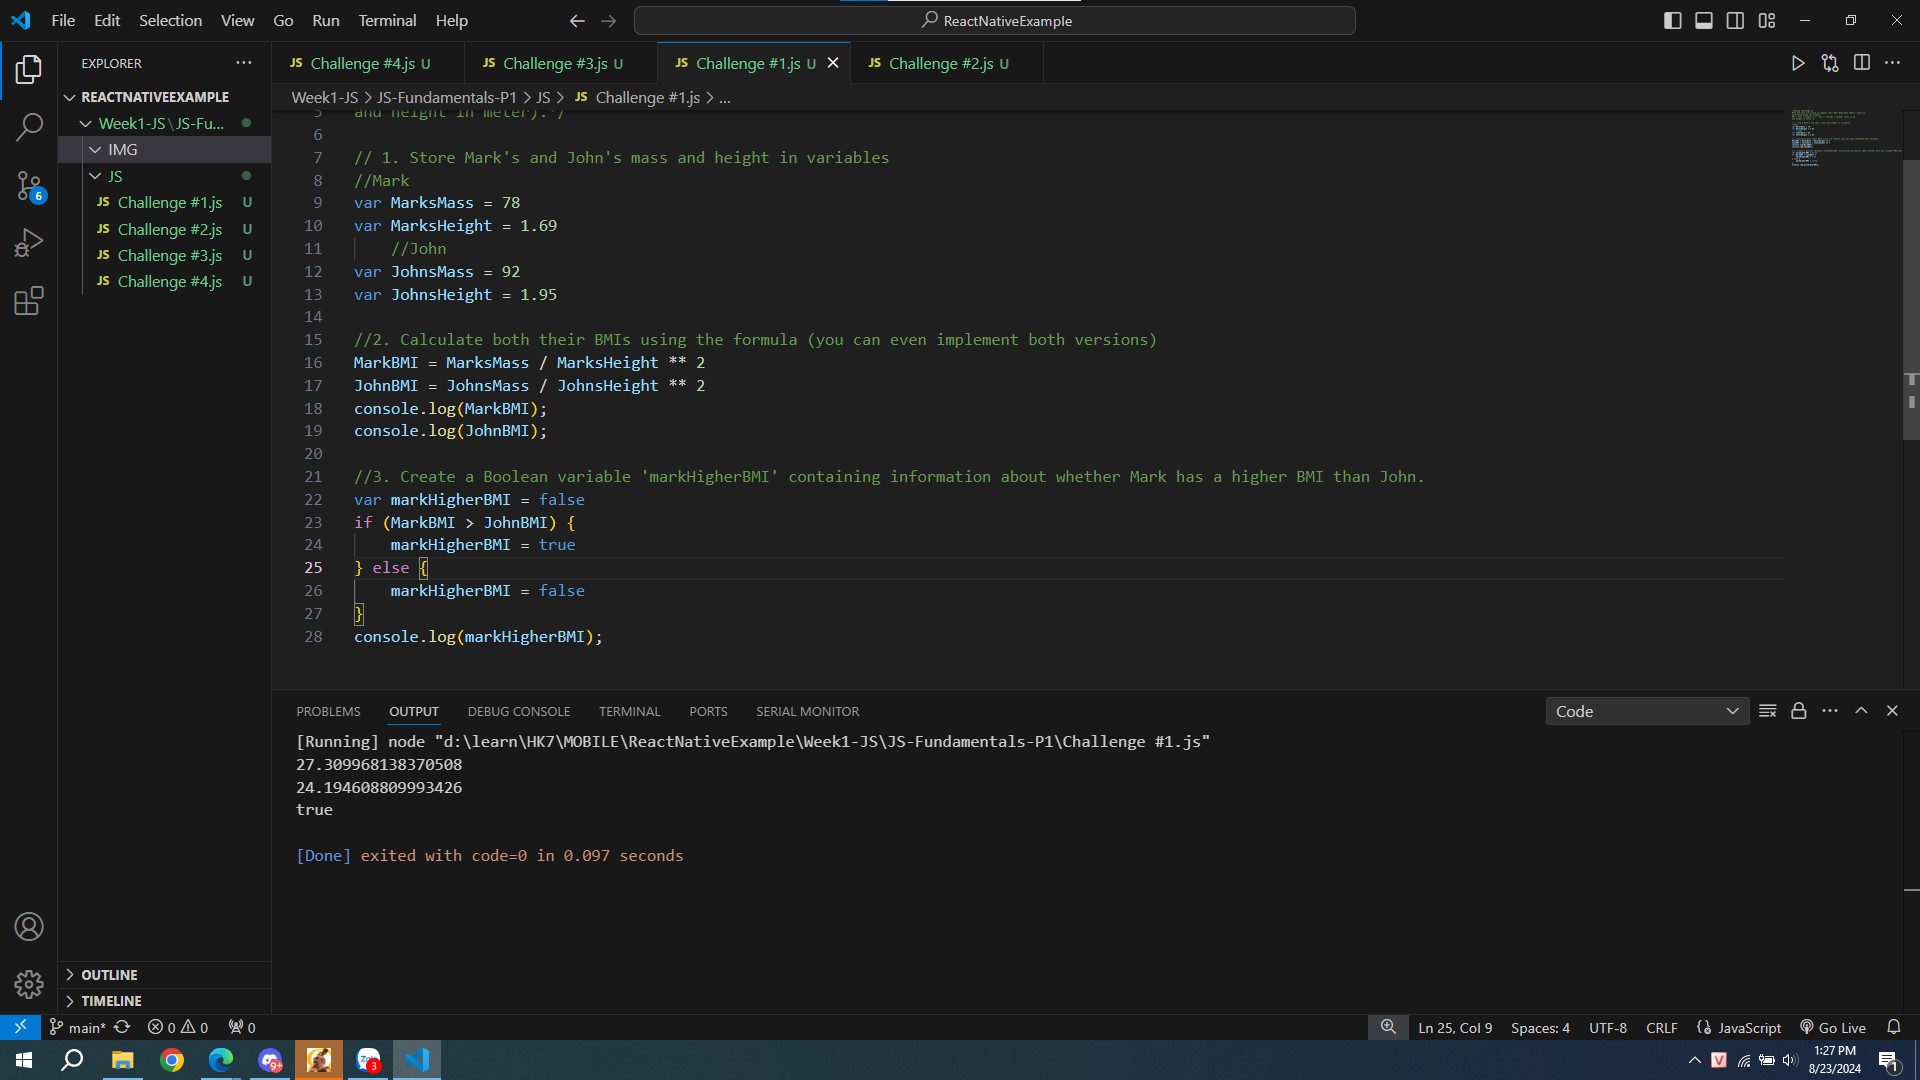 File Edit Selection View Go Run Terminal Help
ReactNativeExample
EXPLORER
REACTNATIVEEXAMPLE
Week1-JS\JS-Fu...
IMG
JS
JS Challenge #1.js U
JS Challenge #2.js U
JS Challenge #3.js U
JS Challenge #4.js U
6
OUTLINE
TIMELINE
JS Challenge #4.js U JS Challenge #3.js U JS Challenge #1.js U JS Challenge #2.js U
Week1-JS > JS-Fundamentals-P1 > JS > JS Challenge #1.js > ...
5 and height in meter).*/
6
7 // 1. Store Mark's and John's mass and height in variables
8 //Mark
9 var MarksMass = 78
10 var MarksHeight = 1.69
11 //John
12 var JohnsMass = 92
13 var JohnsHeight = 1.95
14
15 //2. Calculate both their BMIs using the formula (you can even implement both versions)
16 MarkBMI = MarksMass / MarksHeight ** 2
17 JohnBMI = JohnsMass / JohnsHeight ** 2
18 console.log(MarkBMI);
19 console.log(JohnBMI);
20
21 //3. Create a Boolean variable 'markHigherBMI' containing information about whether Mark has a higher BMI than John.
22 var markHigherBMI = false
23 if (MarkBMI > JohnBMI) {
24 markHigherBMI = true
25 } else {
26 markHigherBMI = false
27 }
28 console.log(markHigherBMI);
PROBLEMS OUTPUT DEBUG CONSOLE TERMINAL PORTS SERIAL MONITOR
Code
[Running] node "d:\learn\HK7\MOBILE\ReactNativeExample\Week1-JS\JS-Fundamentals-P1\Challenge #1.js"
27.309968138370508
24.194608809993426
true
[Done] exited with code=0 in 0.097 seconds
main* 0 0 0
Ln 25, Col 9 Spaces: 4 UTF-8 CRLF JavaScript Go Live
9+
3
V
1:27 PM
8/23/2024
1